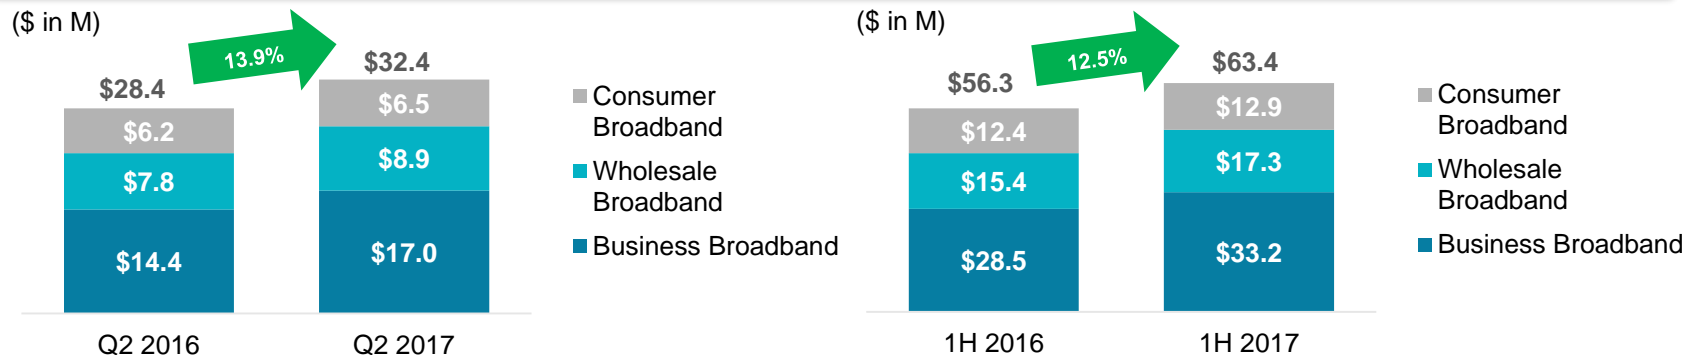 ($ in M)
13.9%
$28.4
$32.4
$6.2
$6.5
$7.8
$8.9
$14.4
$17.0
Q2 2016
Q2 2017
Consumer
Broadband
Wholesale
Broadband
Business Broadband
($ in M)
12.5%
$56.3
$63.4
$12.4
$12.9
$15.4
$17.3
$28.5
$33.2
1H 2016
1H 2017
Consumer
Broadband
Wholesale
Broadband
Business Broadband